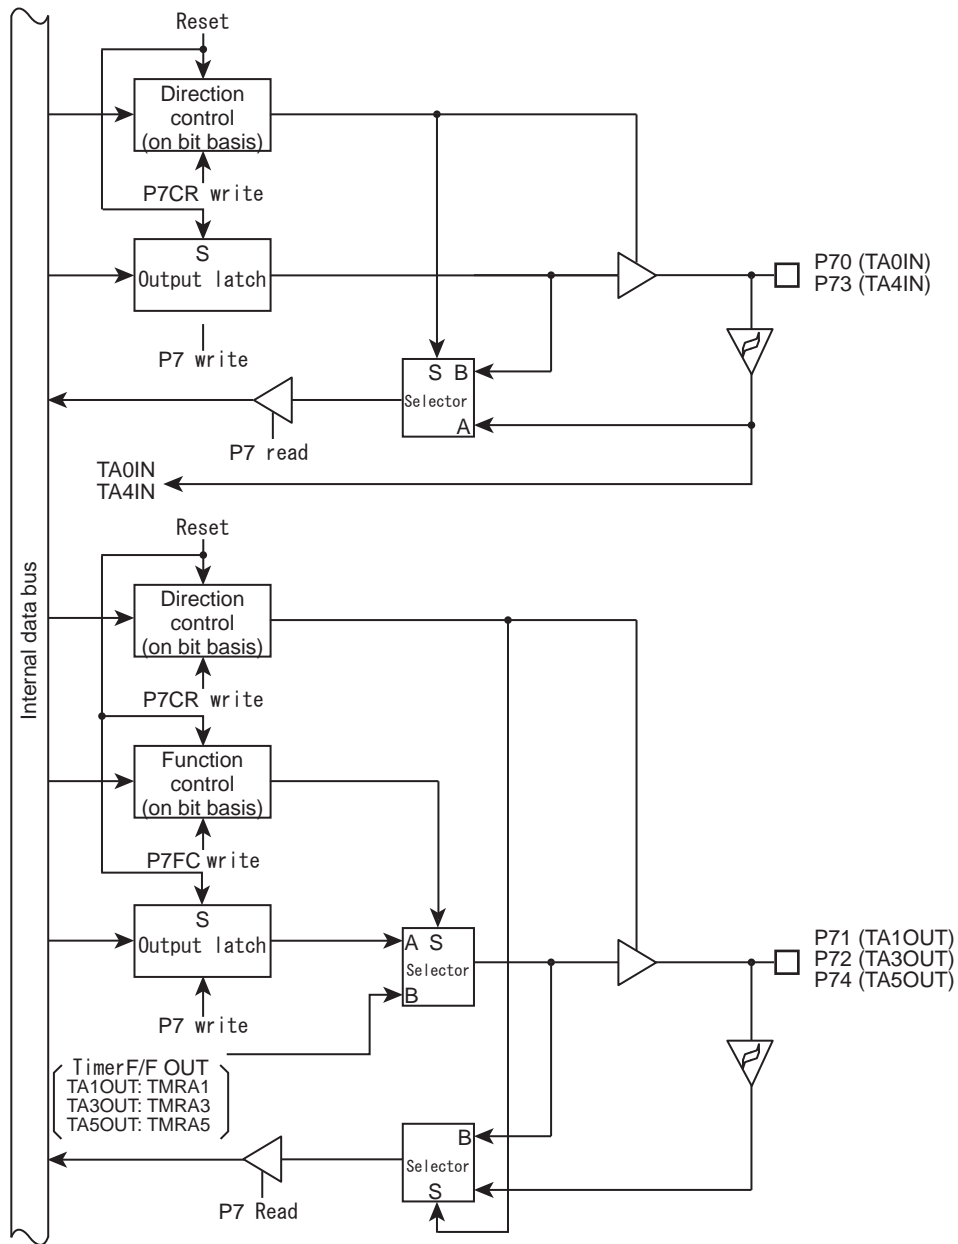 Reset
Direction
control
(on bit basis)
P7CR write
S
Output latch
P7 write
P70 (TA0IN)
P73 (TA4IN)
S B
Selector
A
P7 read
TA0IN
TA4IN
Internal data bus
Reset
Direction
control
(on bit basis)
P7CR write
Function
control
(on bit basis)
P7FC write
S
Output latch
P7 write
A S
Selector
B
P71 (TA1OUT)
P72 (TA3OUT)
P74 (TA5OUT)
TimerF/F OUT
TA1OUT: TMRA1
TA3OUT: TMRA3
TA5OUT: TMRA5
B
Selector
S
P7 Read